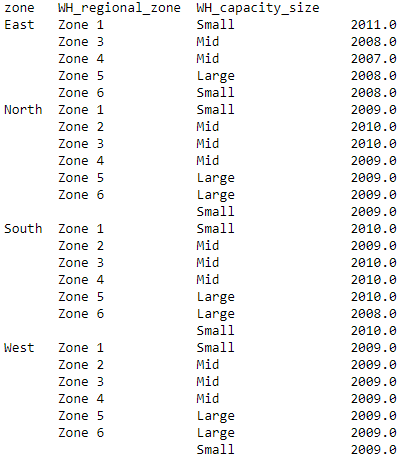 zone   WH_regional_zone  WH_capacity_size
East   Zone 1            Small               2011.0
       Zone 3            Mid                 2008.0
       Zone 4            Mid                 2007.0
       Zone 5            Large               2008.0
       Zone 6            Small               2008.0
North  Zone 1            Small               2009.0
       Zone 2            Mid                 2010.0
       Zone 3            Mid                 2010.0
       Zone 4            Mid                 2009.0
       Zone 5            Large               2009.0
       Zone 6            Large               2009.0
                         Small               2009.0
South  Zone 1            Small               2010.0
       Zone 2            Mid                 2009.0
       Zone 3            Mid                 2010.0
       Zone 4            Mid                 2010.0
       Zone 5            Large               2010.0
       Zone 6            Large               2008.0
                         Small               2010.0
West   Zone 1            Small               2009.0
       Zone 2            Mid                 2009.0
       Zone 3            Mid                 2009.0
       Zone 4            Mid                 2009.0
       Zone 5            Large               2009.0
       Zone 6            Large               2009.0
                         Small               2009.0